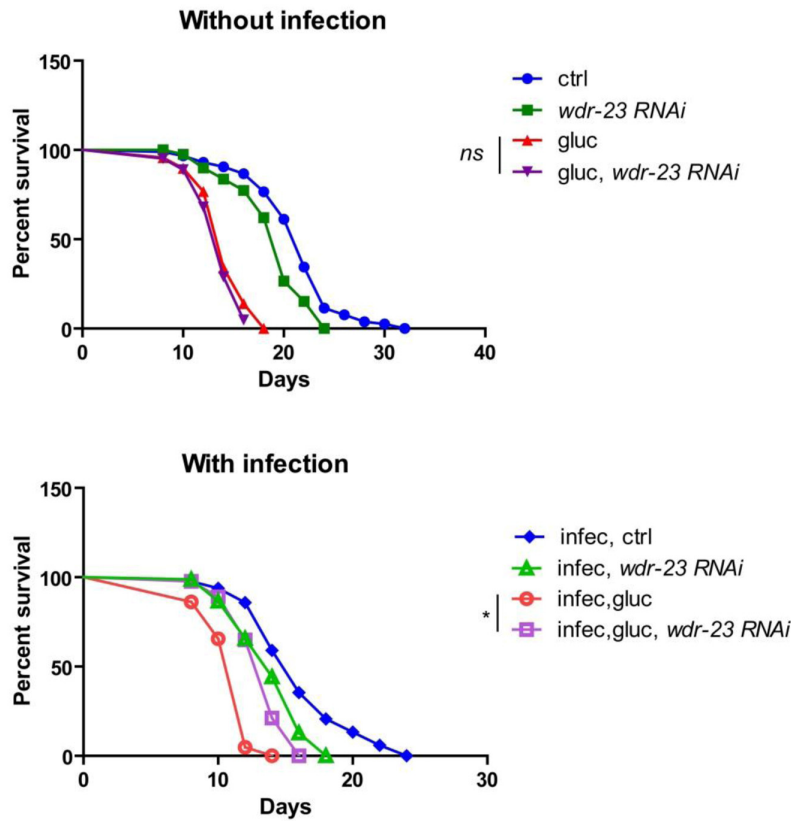 Without infection
150
100
50
0
Percent survival
0 10 20 30 40
Days
ctrl
wdr-23 RNAi
gluc
gluc, wdr-23 RNAi
ns
With infection
150
100
50
0
Percent survival
0 10 20 30
Days
infec, ctrl
infec, wdr-23 RNAi
infec,gluc
infec,gluc, wdr-23 RNAi
*